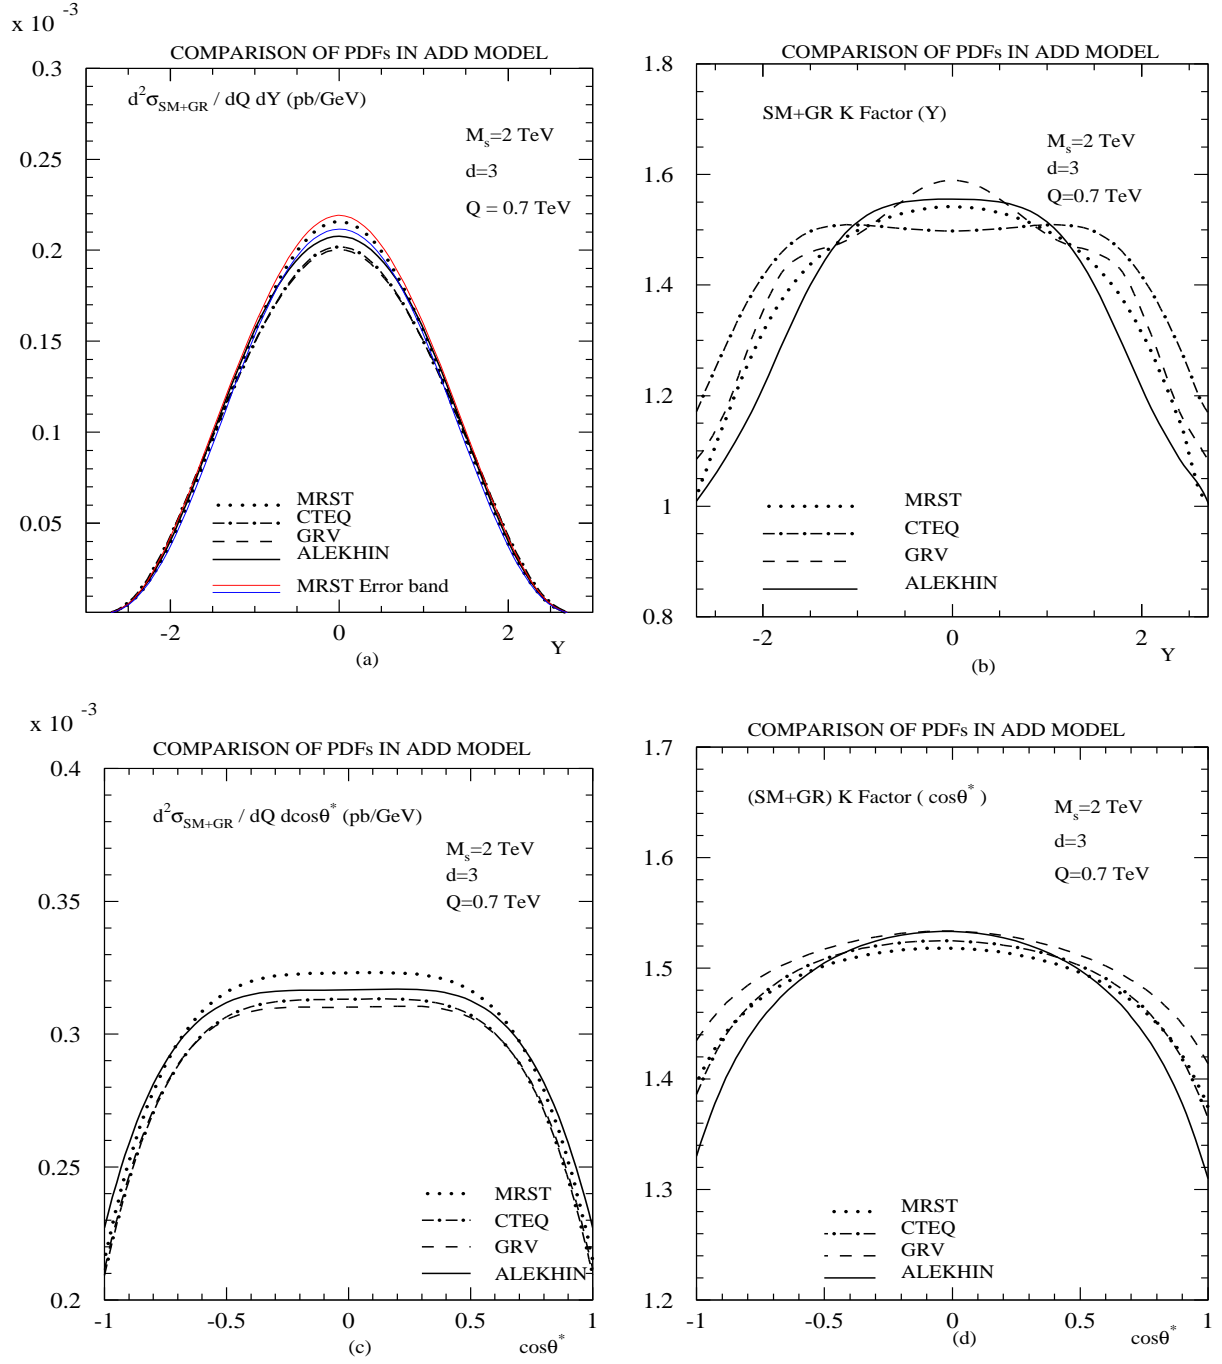 x 10 -3
COMPARISON OF PDFs IN ADD MODEL
d²σSM+GR / dQ dY (pb/GeV)
Ms=2 TeV
d=3
Q = 0.7 TeV
0.3
0.25
0.2
0.15
0.1
0.05
MRST
CTEQ
GRV
ALEKHIN
MRST Error band
-2
0
2
Y
(a)
COMPARISON OF PDFs IN ADD MODEL
SM+GR K Factor (Y)
Ms=2 TeV
d=3
Q=0.7 TeV
1.8
1.6
1.4
1.2
1
0.8
MRST
CTEQ
GRV
ALEKHIN
-2
0
2
Y
(b)
x 10 -3
COMPARISON OF PDFs IN ADD MODEL
d²σSM+GR / dQ dcosθ* (pb/GeV)
Ms=2 TeV
d=3
Q=0.7 TeV
0.4
0.35
0.3
0.25
0.2
MRST
CTEQ
GRV
ALEKHIN
-1
-0.5
0
0.5
1
(c)
cosθ*
COMPARISON OF PDFs IN ADD MODEL
(SM+GR) K Factor ( cosθ* )
Ms=2 TeV
d=3
Q=0.7 TeV
1.7
1.6
1.5
1.4
1.3
1.2
MRST
CTEQ
GRV
ALEKHIN
-1
-0.5
0
0.5
1
(d)
cosθ*